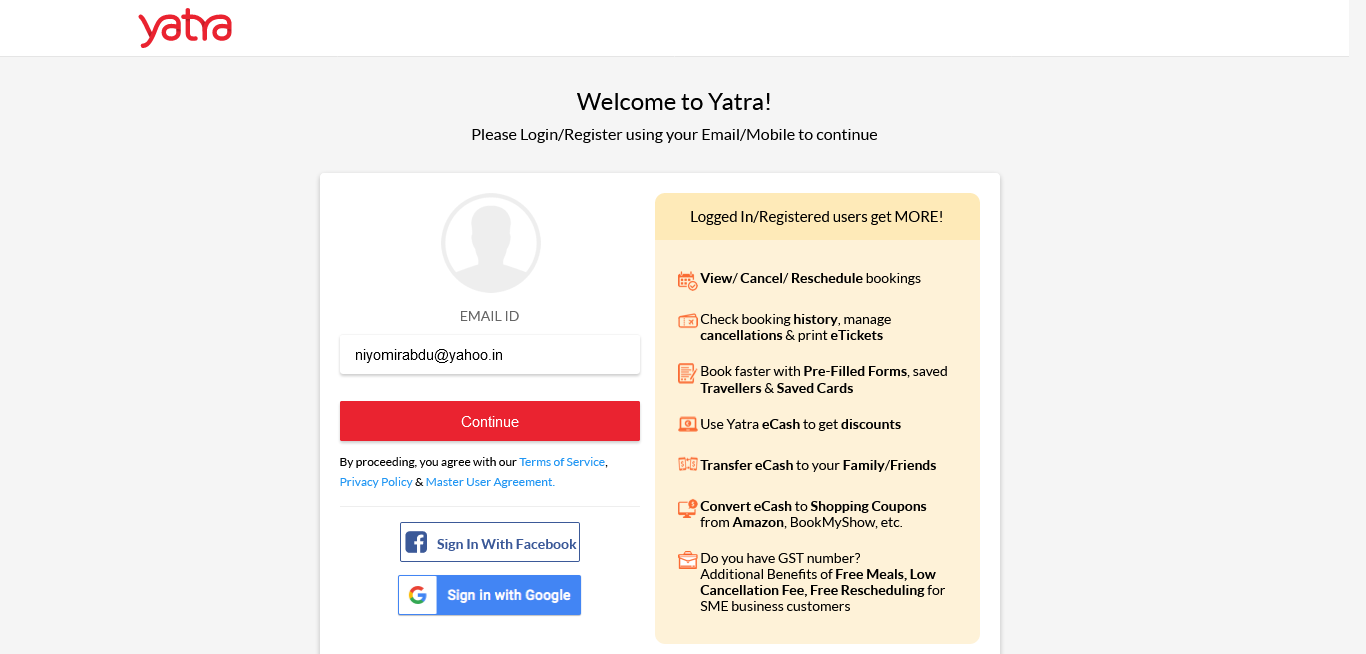 yatra
Welcome to Yatra!
Please Login/Register using your Email/Mobile to continue
EMAIL ID
niyomirabdu@yahoo.in
Continue
By proceeding, you agree with our Terms of Service,
Privacy Policy & Master User Agreement.
Sign In With Facebook
Sign in with Google
Logged In/Registered users get MORE!
View/ Cancel/ Reschedule bookings
Check booking history, manage
cancellations & print eTickets
Book faster with Pre-Filled Forms, saved
Travellers & Saved Cards
Use Yatra eCash to get discounts
Transfer eCash to your Family/Friends
Convert eCash to Shopping Coupons
from Amazon, BookMyShow, etc.
Do you have GST number?
Additional Benefits of Free Meals, Low
Cancellation Fee, Free Rescheduling for
SME business customers